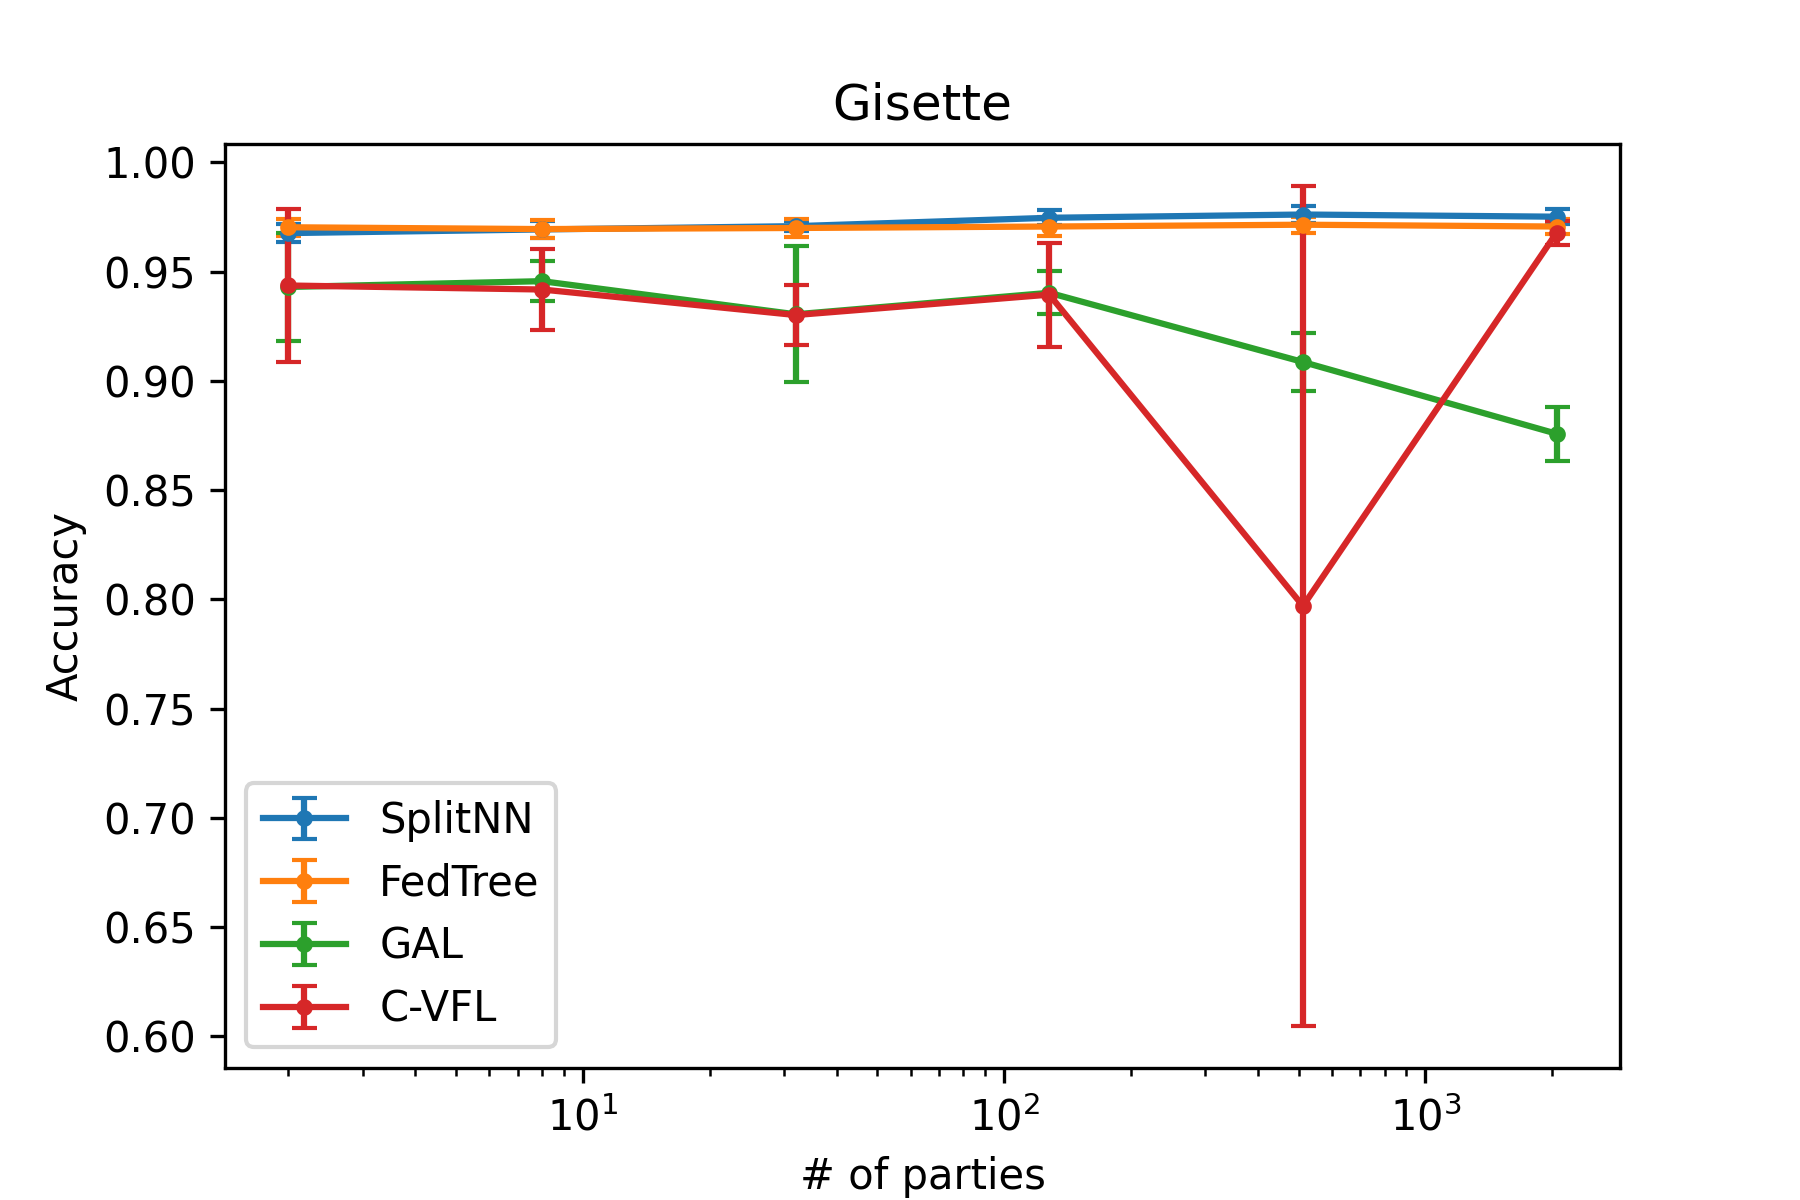 Gisette
1.00
0.95
0.90
0.85
0.80
0.75
0.70
0.65
0.60
Accuracy
SplitNN
FedTree
GAL
C-VFL
10¹ 10² 10³
# of parties